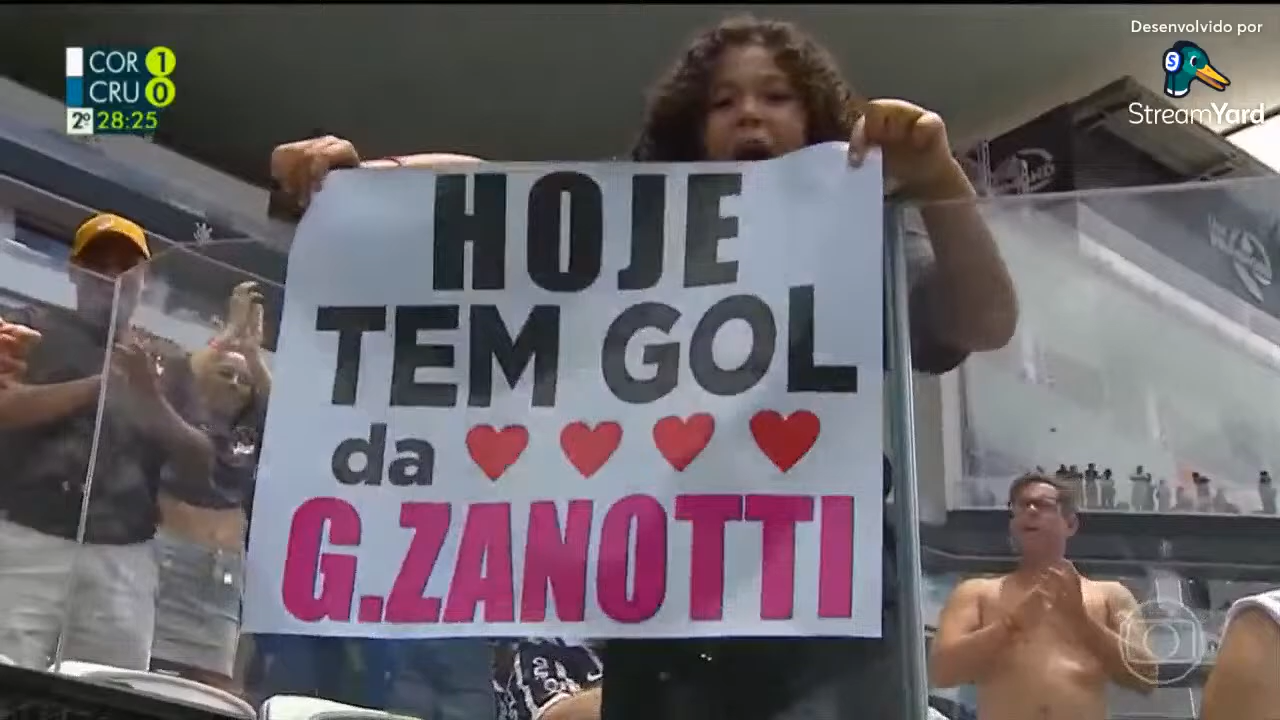 COR 1
CRU 0
2º 28:25
Desenvolvido por
StreamYard
HOJE
TEM GOL
da
G.ZANOTTI